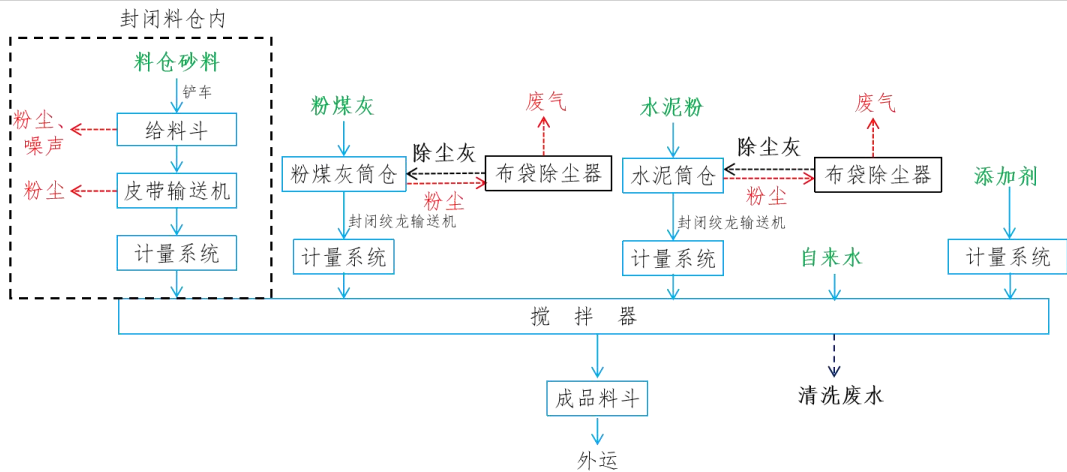 封闭料仓内
料仓砂料
铲车
粉尘、
噪声
给料斗
粉尘
皮带输送机
计量系统
粉煤灰
粉煤灰筒仓
除尘灰
粉尘
废气
布袋除尘器
封闭绞龙输送机
计量系统
水泥粉
水泥筒仓
除尘灰
粉尘
废气
布袋除尘器
封闭绞龙输送机
计量系统
自来水
添加剂
计量系统
搅 拌 器
成品料斗
外运
清洗废水